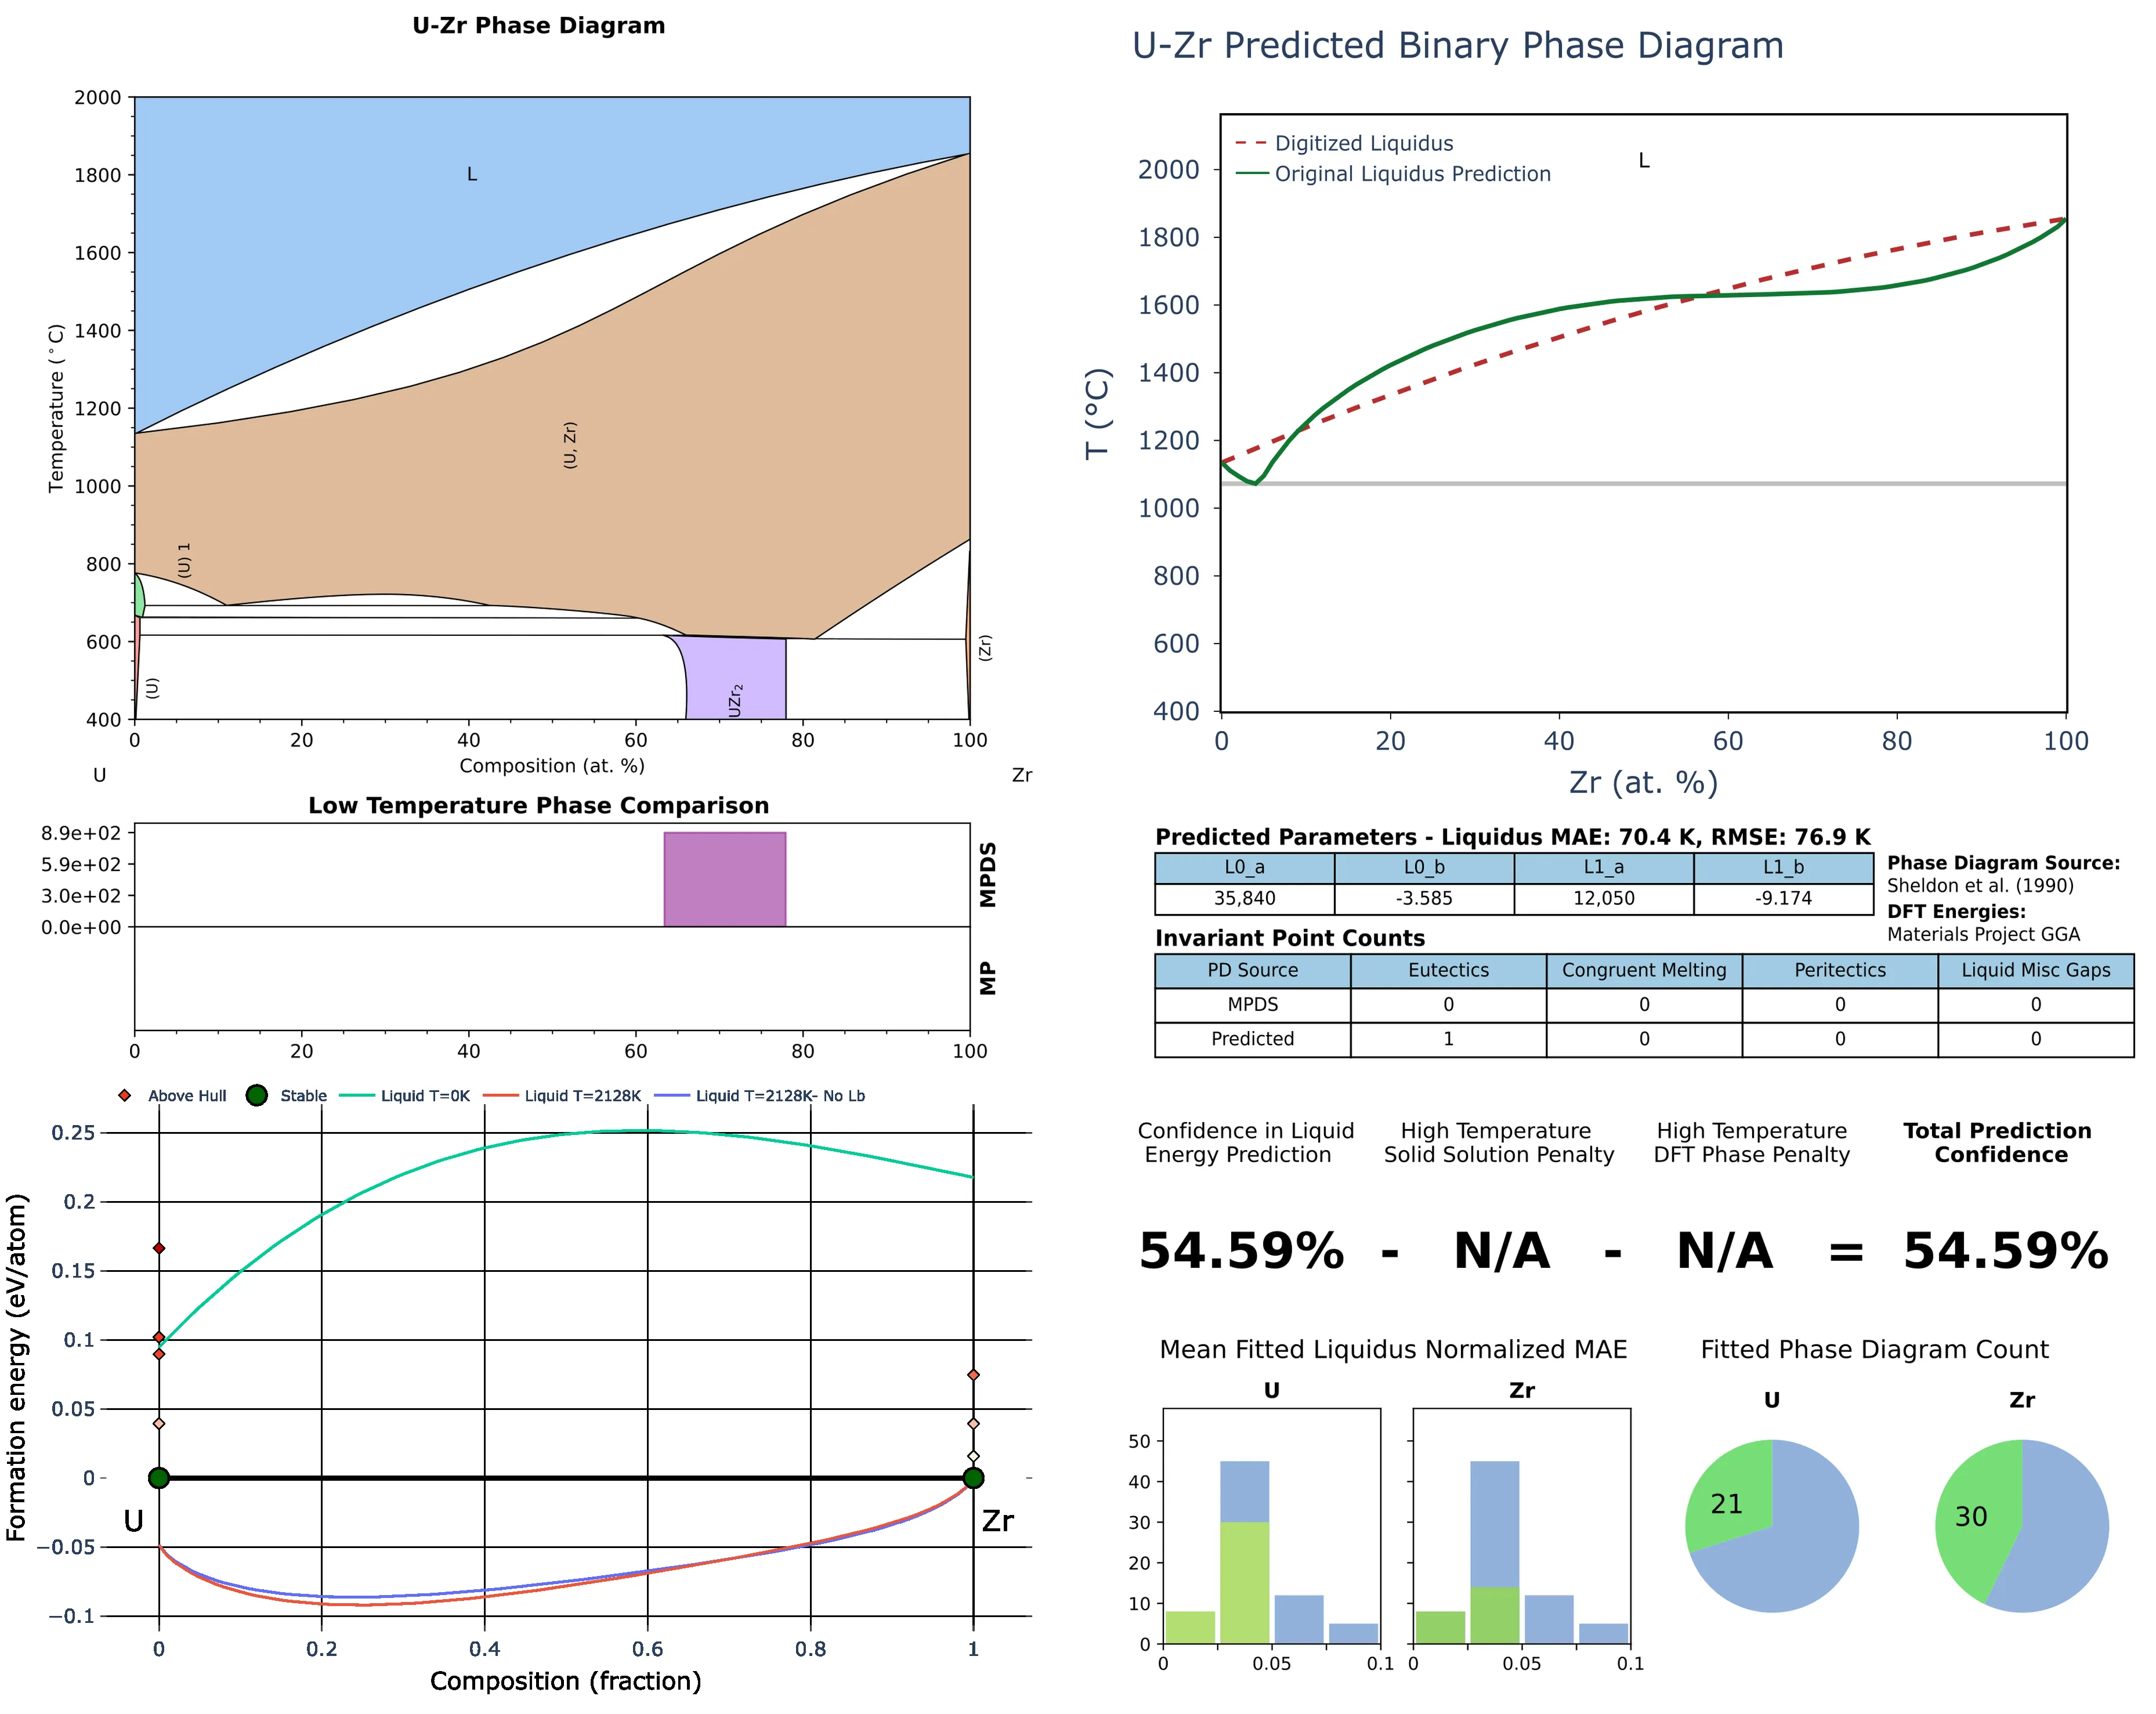 U-Zr Phase Diagram
2000
1800
1600
1400
1200
1000
800
600
400
Temperature (°C)
L
(U, Zr)
(U) 1
(U)
UZr2
(Zr)
0 20 40 60 80 100
Composition (at. %)
U Zr
Low Temperature Phase Comparison
8.9e+02
5.9e+02
3.0e+02
0.0e+00
MPDS
MP
0 20 40 60 80 100
Above Hull Stable Liquid T=0K Liquid T=2128K Liquid T=2128K- No Lb
0.25
0.2
0.15
0.1
0.05
0
−0.05
−0.1
Formation energy (eV/atom)
U Zr
0 0.2 0.4 0.6 0.8 1
Composition (fraction)
U-Zr Predicted Binary Phase Diagram
Digitized Liquidus
Original Liquidus Prediction
L
2000
1800
1600
1400
1200
1000
800
600
400
T (°C)
0 20 40 60 80 100
Zr (at. %)
Predicted Parameters - Liquidus MAE: 70.4 K, RMSE: 76.9 K
L0_a L0_b L1_a L1_b
35,840 -3.585 12,050 -9.174
Phase Diagram Source:
Sheldon et al. (1990)
DFT Energies:
Materials Project GGA
Invariant Point Counts
PD Source Eutectics Congruent Melting Peritectics Liquid Misc Gaps
MPDS 0 0 0 0
Predicted 1 0 0 0
Confidence in Liquid
Energy Prediction
High Temperature
Solid Solution Penalty
High Temperature
DFT Phase Penalty
Total Prediction
Confidence
54.59% - N/A - N/A = 54.59%
Mean Fitted Liquidus Normalized MAE
U Zr
50
40
30
20
10
0
0 0.05 0.1
0 0.05 0.1
Fitted Phase Diagram Count
U Zr
21 30